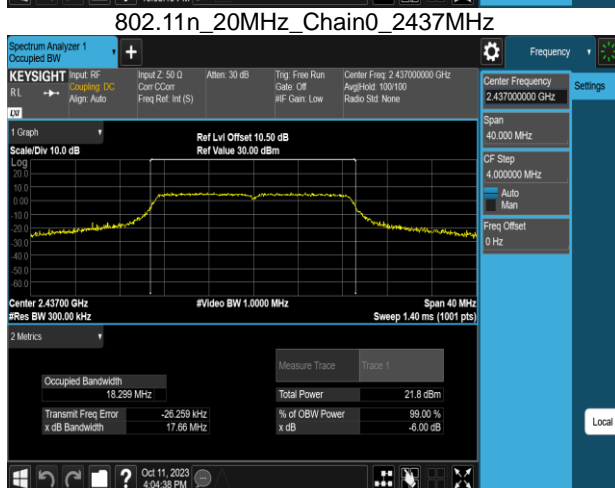 802.11n_20MHz_Chain0_2437MHz
Spectrum Analyzer 1
Occupied BW
+
Frequency
KEYSIGHT Input: RF Input Z: 50 Ω Atten: 30 dB Trig: Free Run Center Freq: 2.437000000 GHz
RL Coupling: DC Corr CCorr Gate: Off Avg|Hold: 100/100
Align: Auto Freq Ref: Int (S) #IF Gain: Low Radio Std: None
LXI
Center Frequency
2.437000000 GHz
Settings
Span
40.000 MHz
CF Step
4.000000 MHz
Auto
Man
Freq Offset
0 Hz
1 Graph Ref Lvl Offset 10.50 dB
Scale/Div 10.0 dB Ref Value 30.00 dBm
Log
20.0
10.0
0.00
-10.0
-20.0
-30.0
-40.0
-50.0
-60.0
Center 2.43700 GHz #Video BW 1.0000 MHz Span 40 MHz
#Res BW 300.00 kHz Sweep 1.40 ms (1001 pts)
2 Metrics
Measure Trace Trace 1
Occupied Bandwidth
18.299 MHz Total Power 21.8 dBm
Transmit Freq Error -26.259 kHz % of OBW Power 99.00 %
x dB Bandwidth 17.66 MHz x dB -6.00 dB
Local
? Oct 11, 2023
4:04:38 PM